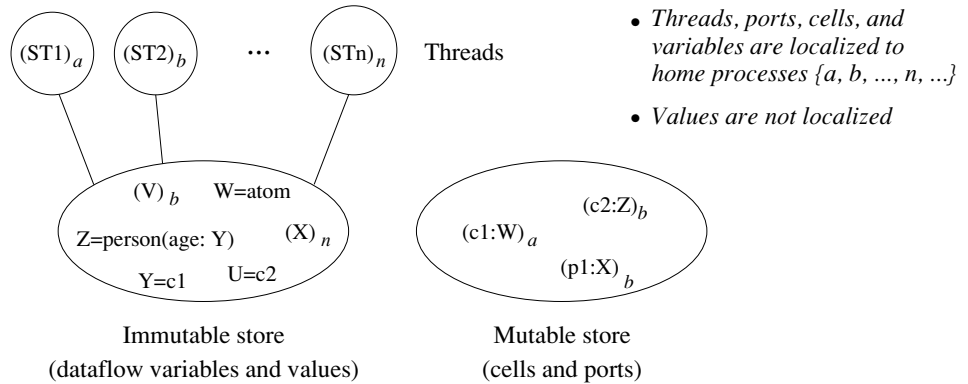 (ST1)a (ST2)b ... (STn)n Threads
• Threads, ports, cells, and
variables are localized to
home processes {a, b, ..., n, ...}
• Values are not localized
(V)b W=atom
Z=person(age: Y) (X)n
Y=c1 U=c2
(c2:Z)b
(c1:W)a
(p1:X)b
Immutable store
(dataflow variables and values)
Mutable store
(cells and ports)